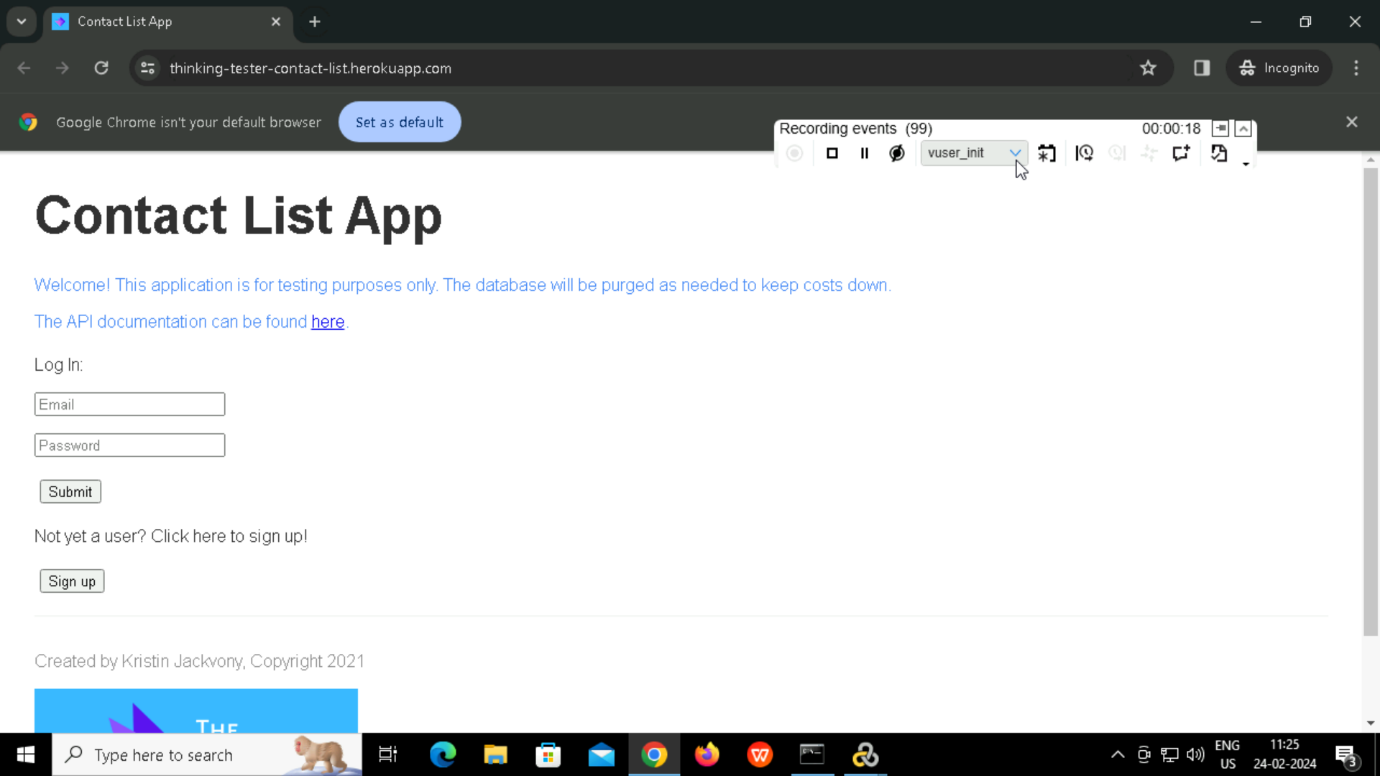 Contact List App
thinking-tester-contact-list.herokuapp.com
Incognito
Google Chrome isn't your default browser
Set as default
Recording events (99)
00:00:18
vuser_init
Contact List App
Welcome! This application is for testing purposes only. The database will be purged as needed to keep costs down.
The API documentation can be found here.
Log In:
Email
Password
Submit
Not yet a user? Click here to sign up!
Sign up
Created by Kristin Jackvony, Copyright 2021
THE
Type here to search
ENG
US
11:25
24-02-2024
3